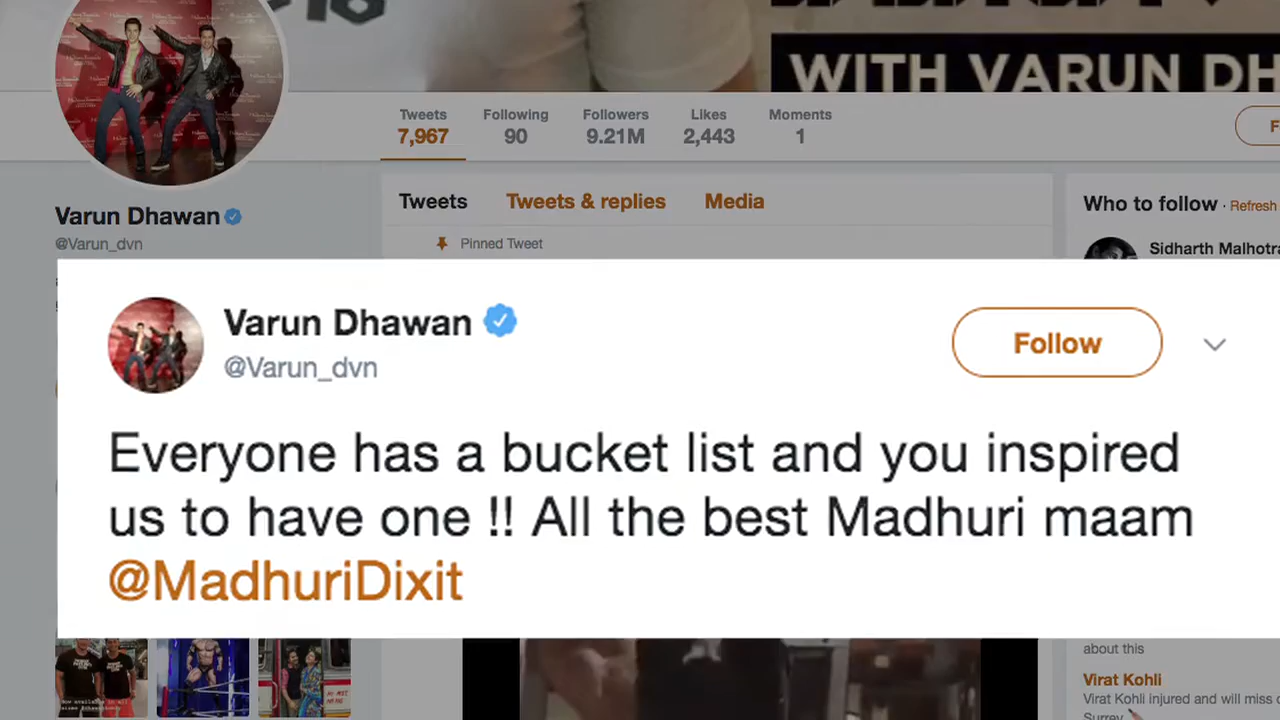 WITH VARUN DH
Tweets Following Followers Likes Moments
7,967 90 9.21M 2,443 1
Varun Dhawan
@Varun_dvn
Tweets Tweets & replies Media
Pinned Tweet
Who to follow · Refresh
Sidharth Malhotra
Varun Dhawan
@Varun_dvn
Follow
Everyone has a bucket list and you inspired
us to have one !! All the best Madhuri maam
@MadhuriDixit
about this
Virat Kohli
Virat Kohli injured and will miss
Surrey